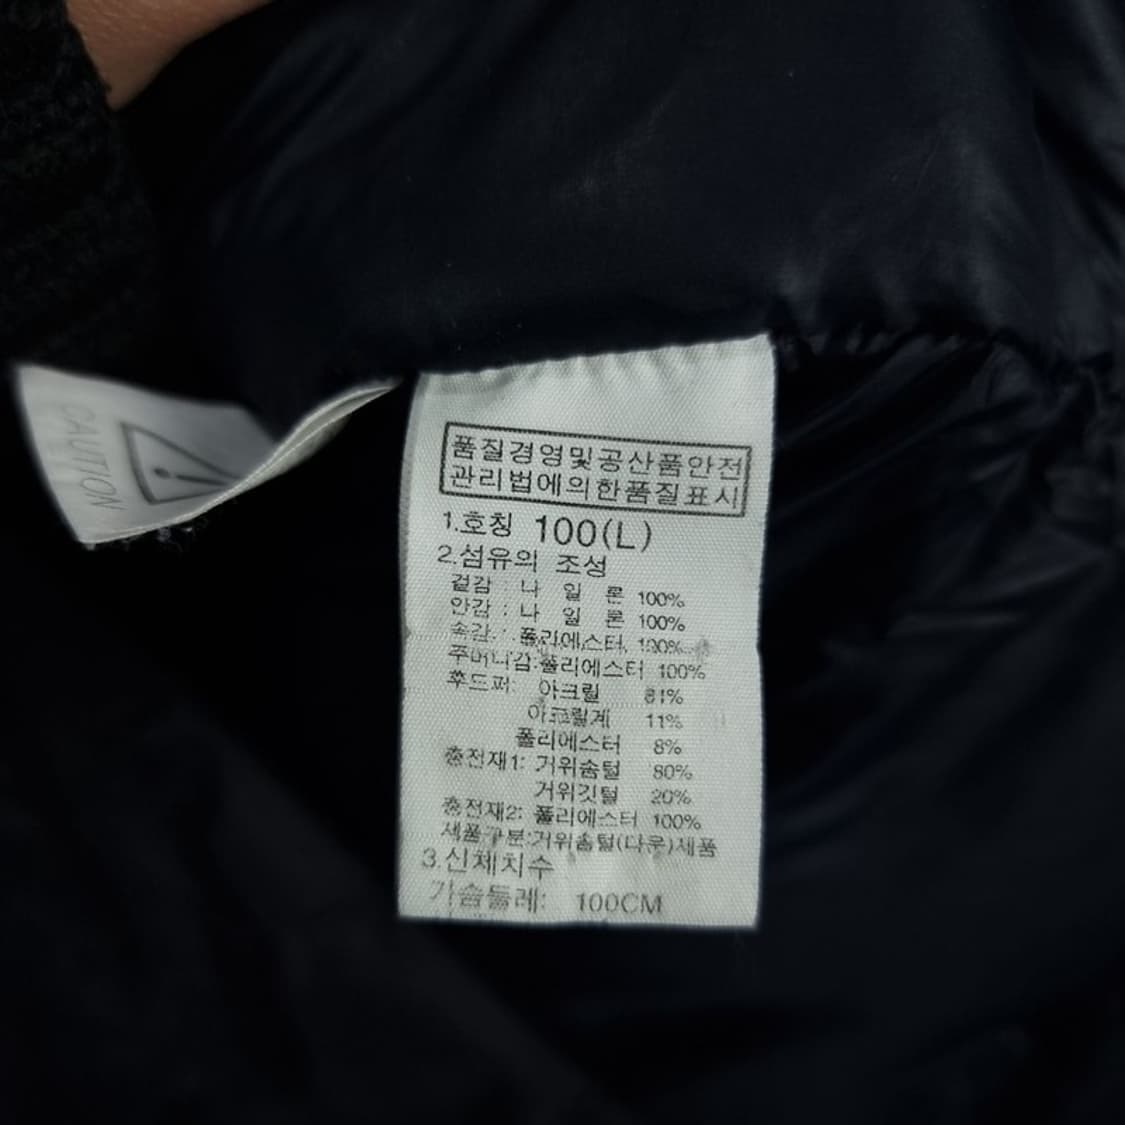 CAUTION
품질경영및공산품안전
관리법에의한품질표시
1.호칭 100(L)
2.섬유의 조성
겉감 : 나 일 론 100%
안감 : 나 일 론 100%
속감 : 폴리에스터 100%
주머니감:폴리에스터 100%
후드퍼: 아크릴 81%
아크릴계 11%
폴리에스터 8%
충전재1: 거위솜털 80%
거위깃털 20%
충전재2: 폴리에스터 100%
제품구분:거위솜털(다운)제품
3.신체치수
가슴둘레: 100CM